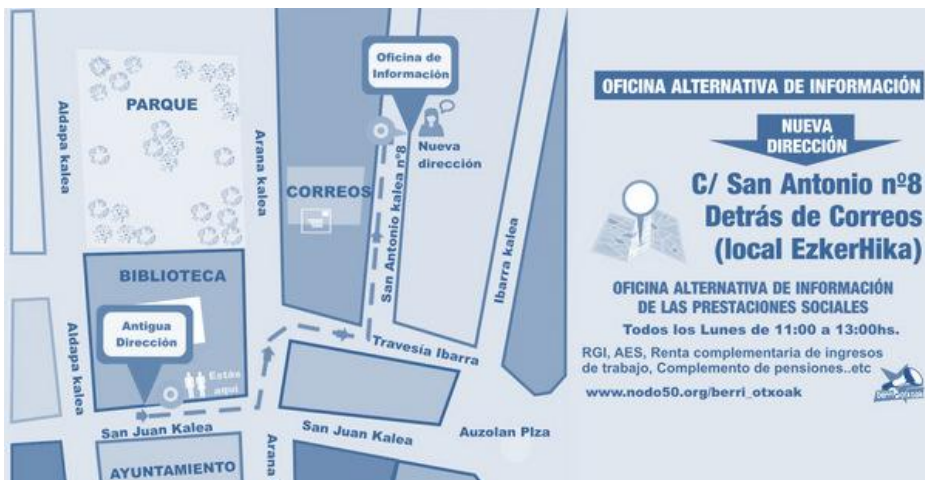 Oficina de
Información
PARQUE
Aldapa kalea
Arana kalea
Nueva
dirección
CORREOS
San Antonio kalea nº8
Ibarra kalea
BIBLIOTECA
Antigua
Dirección
Estás
aquí
Aldapa kalea
Travesía Ibarra
San Juan Kalea
San Juan Kalea
Auzolan Plza
Arana
AYUNTAMIENTO
OFICINA ALTERNATIVA DE INFORMACIÓN
NUEVA
DIRECCIÓN
C/ San Antonio nº8
Detrás de Correos
(local EzkerHika)
OFICINA ALTERNATIVA DE INFORMACIÓN
DE LAS PRESTACIONES SOCIALES
Todos los Lunes de 11:00 a 13:00hs.
RGI, AES, Renta complementaria de ingresos
de trabajo, Complemento de pensiones..etc
www.nodo50.org/berri_otxoak